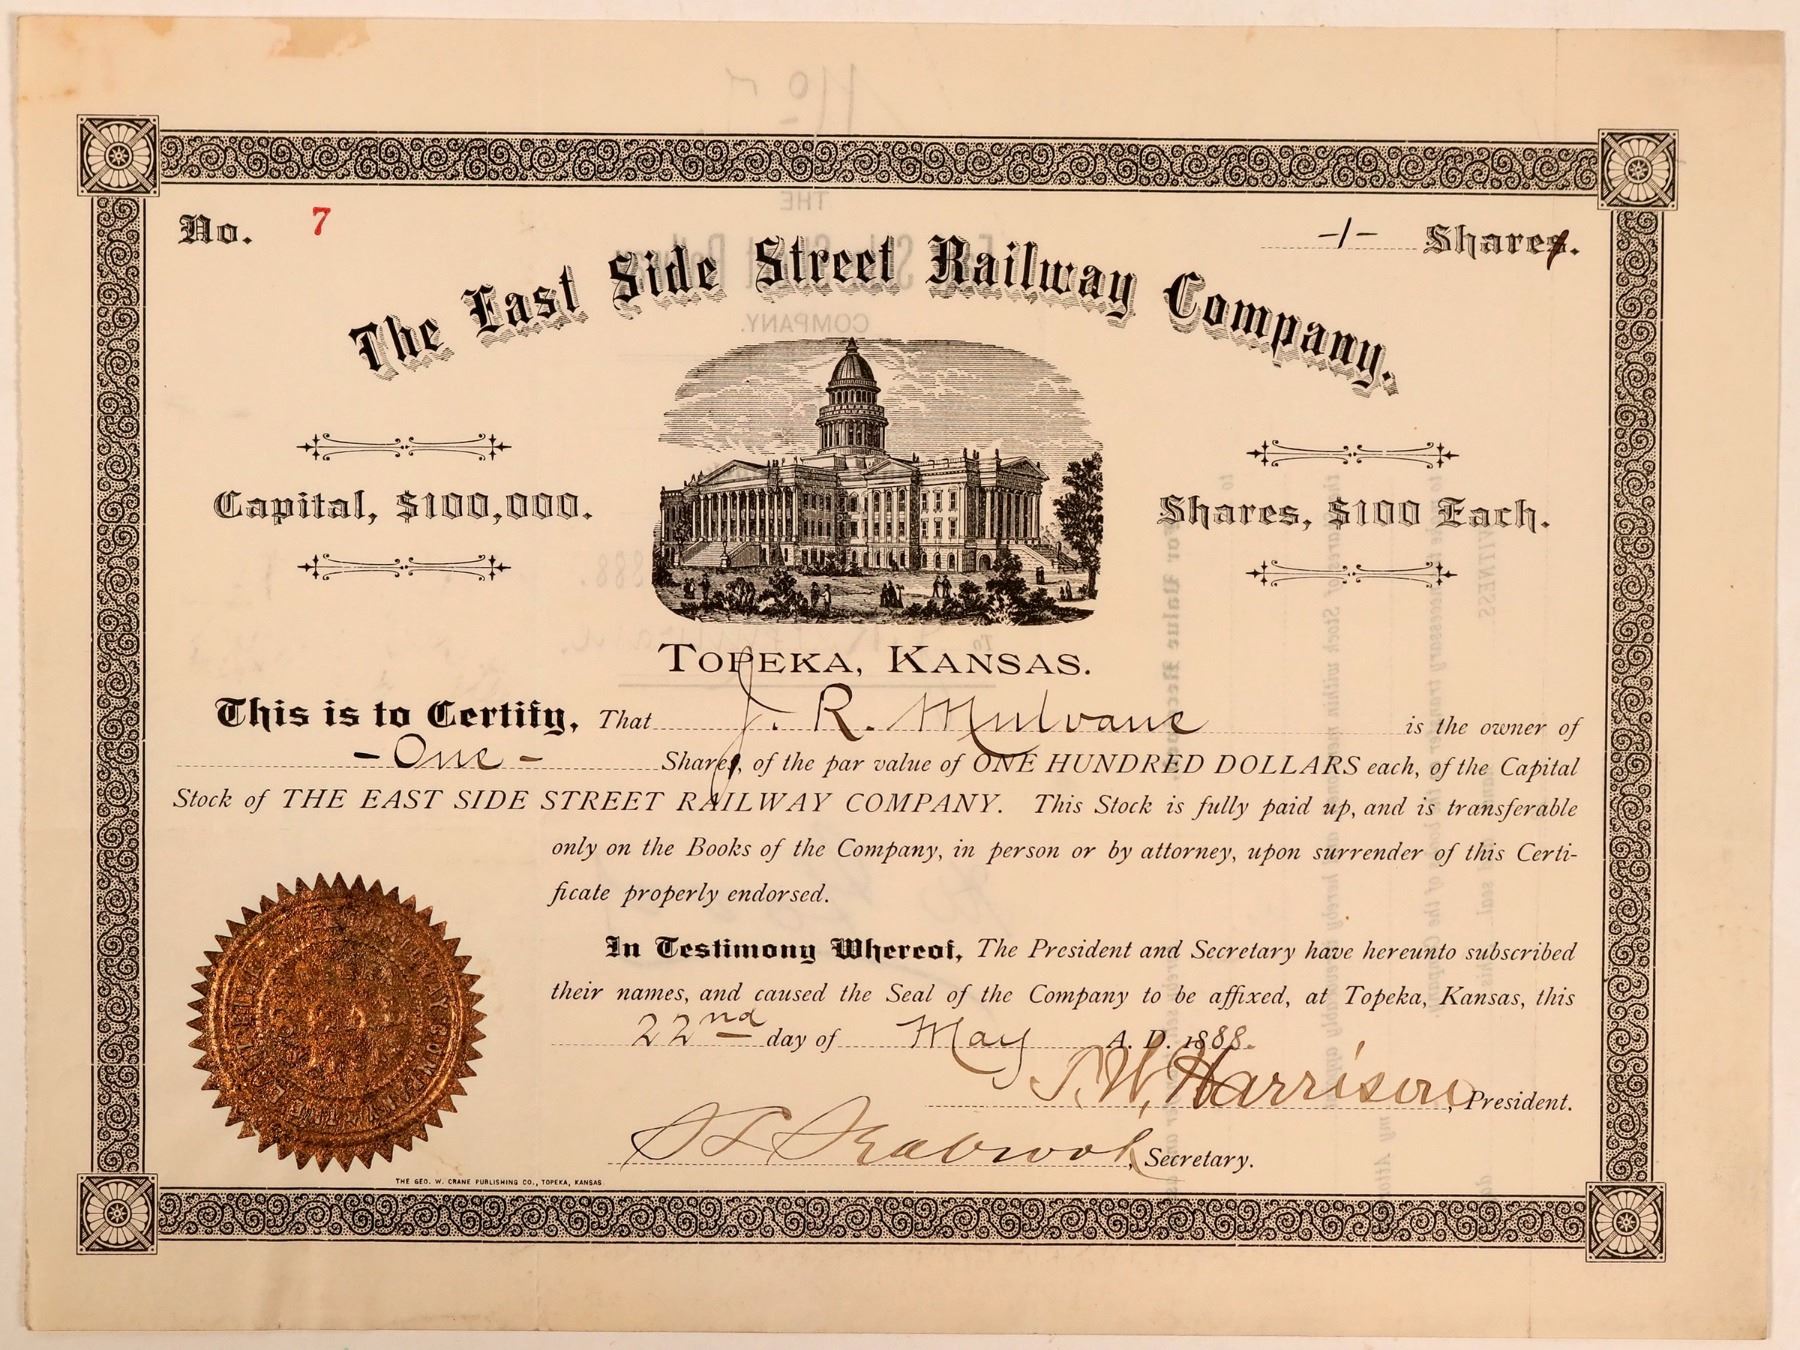 No. 7
-1- Shares.
The East Side Street Railway Company.
Capital, $100,000.
Shares, $100 Each.
TOPEKA, KANSAS.
This is to Certify, That J. R. Mulvane is the owner of
- One - Shares, of the par value of ONE HUNDRED DOLLARS each, of the Capital
Stock of THE EAST SIDE STREET RAILWAY COMPANY. This Stock is fully paid up, and is transferable
only on the Books of the Company, in person or by attorney, upon surrender of this Certi-
ficate properly endorsed.
In Testimony Whereof, The President and Secretary have hereunto subscribed
their names, and caused the Seal of the Company to be affixed, at Topeka, Kansas, this
22nd day of May A. D. 1888.
T. W. Harrison, President.
Seabrook, Secretary.
THE GEO. W. CRANE PUBLISHING CO., TOPEKA, KANSAS